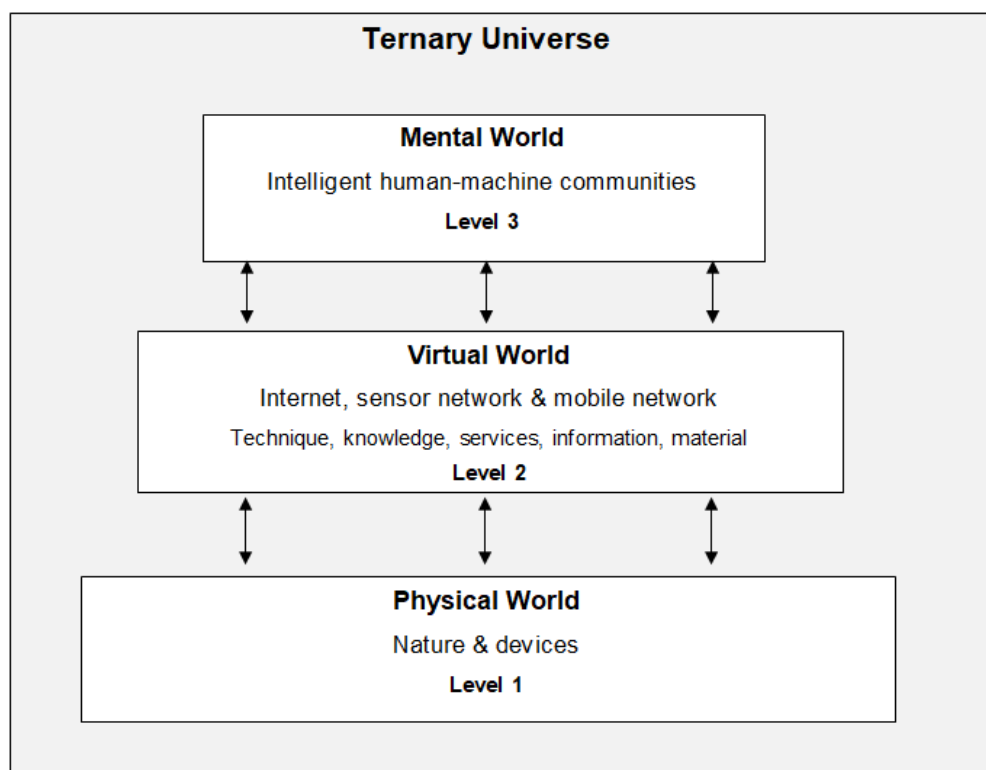 Ternary Universe
Mental World
Intelligent human-machine communities
Level 3
Virtual World
Internet, sensor network & mobile network
Technique, knowledge, services, information, material
Level 2
Physical World
Nature & devices
Level 1